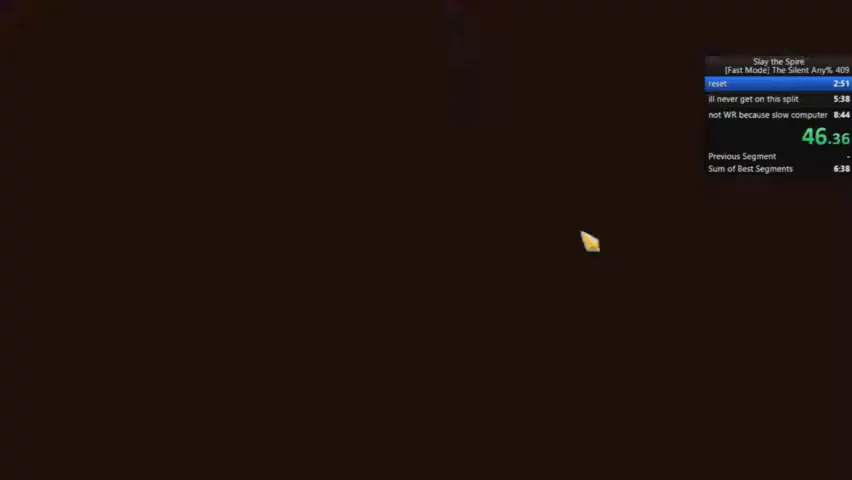 Slay the Spire
[Fast Mode] The Silent Any% 409
reset 2:51
ill never get on this split 5:38
not WR because slow computer 8:44
46.36
Previous Segment -
Sum of Best Segments 6:38